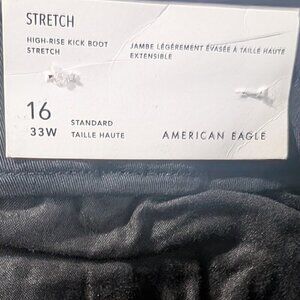 STRETCH
HIGH-RISE KICK BOOT
STRETCH
JAMBE LÉGÈREMENT ÉVASÉE À TAILLE HAUTE
EXTENSIBLE
16
33W
STANDARD
TAILLE HAUTE
AMERICAN EAGLE